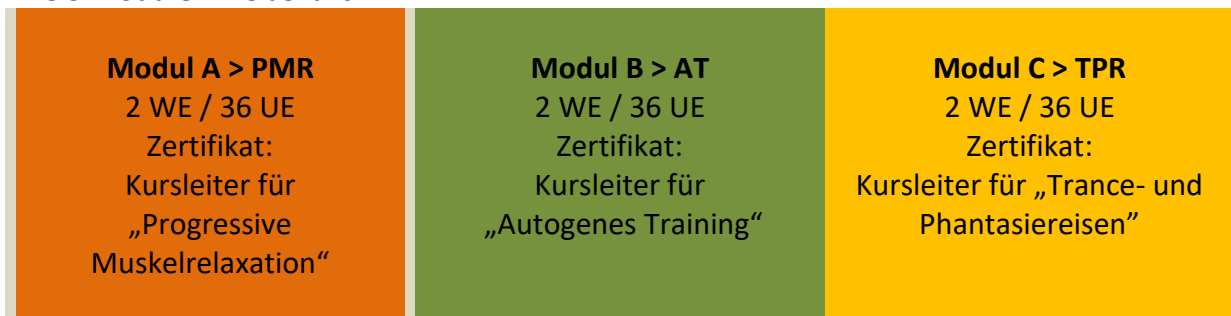 Modul A > PMR
2 WE / 36 UE
Zertifikat:
Kursleiter für
„Progressive
Muskelrelaxation“
Modul B > AT
2 WE / 36 UE
Zertifikat:
Kursleiter für
„Autogenes Training“
Modul C > TPR
2 WE / 36 UE
Zertifikat:
Kursleiter für „Trance- und
Phantasiereisen”